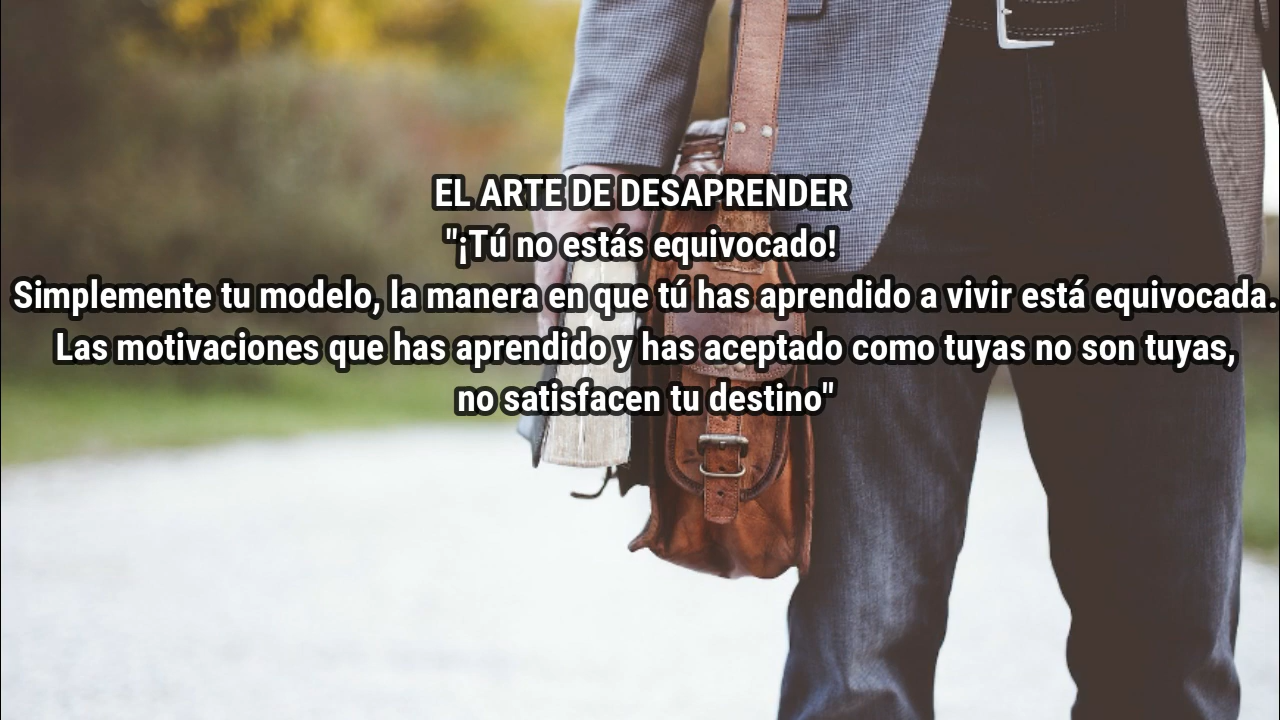 EL ARTE DE DESAPRENDER
"¡Tú no estás equivocado!
Simplemente tu modelo, la manera en que tú has aprendido a vivir está equivocada.
Las motivaciones que has aprendido y has aceptado como tuyas no son tuyas,
no satisfacen tu destino"